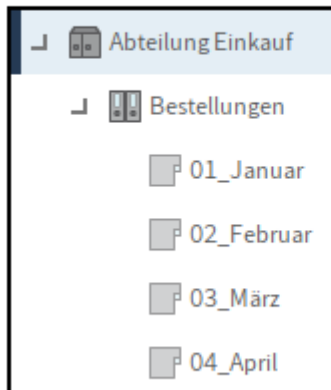 Abteilung Einkauf
Bestellungen
01_Januar
02_Februar
03_März
04_April